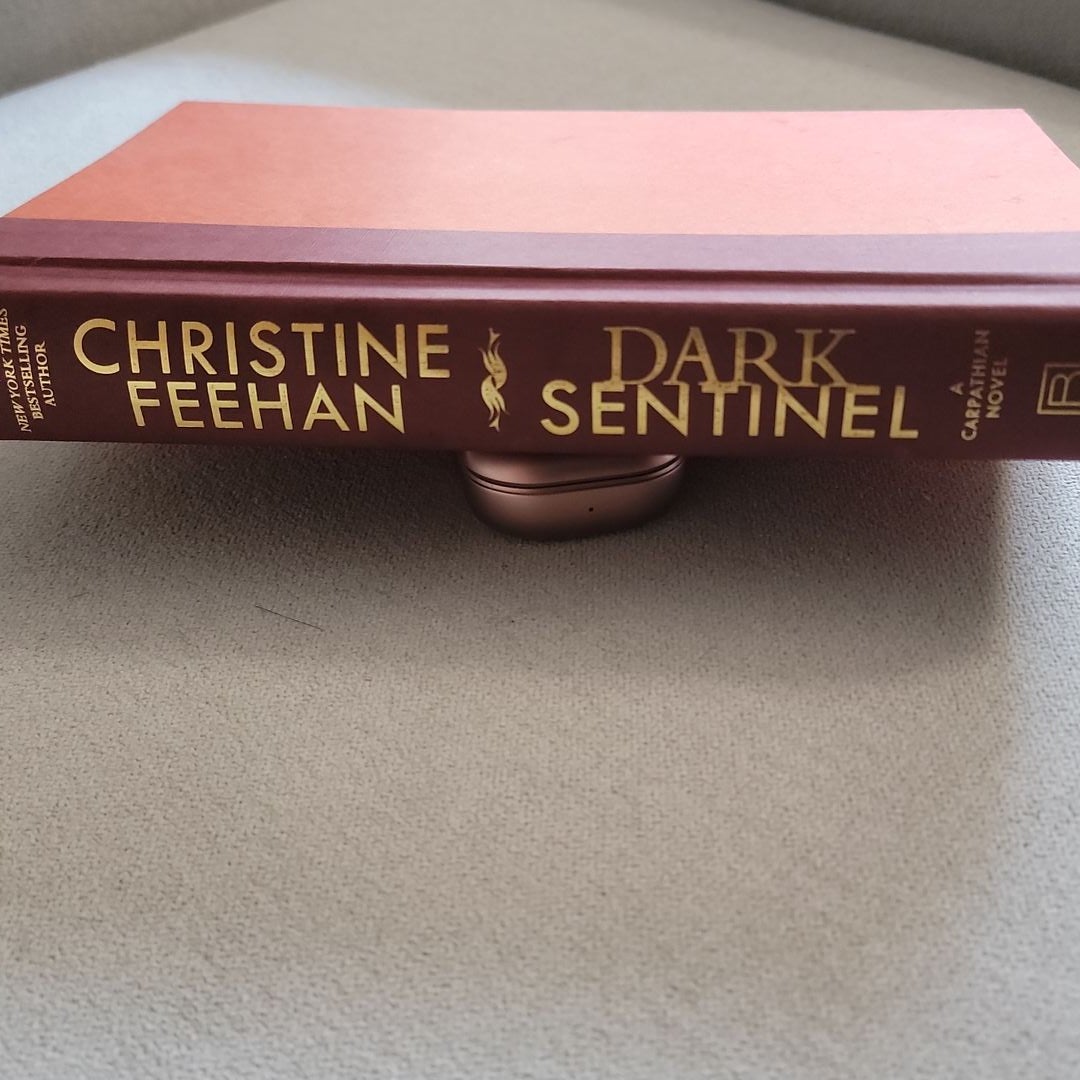 NEW YORK TIMES
BESTSELLING
AUTHOR
CHRISTINE
FEEHAN
DARK
SENTINEL
A
CARPATHIAN
NOVEL
B